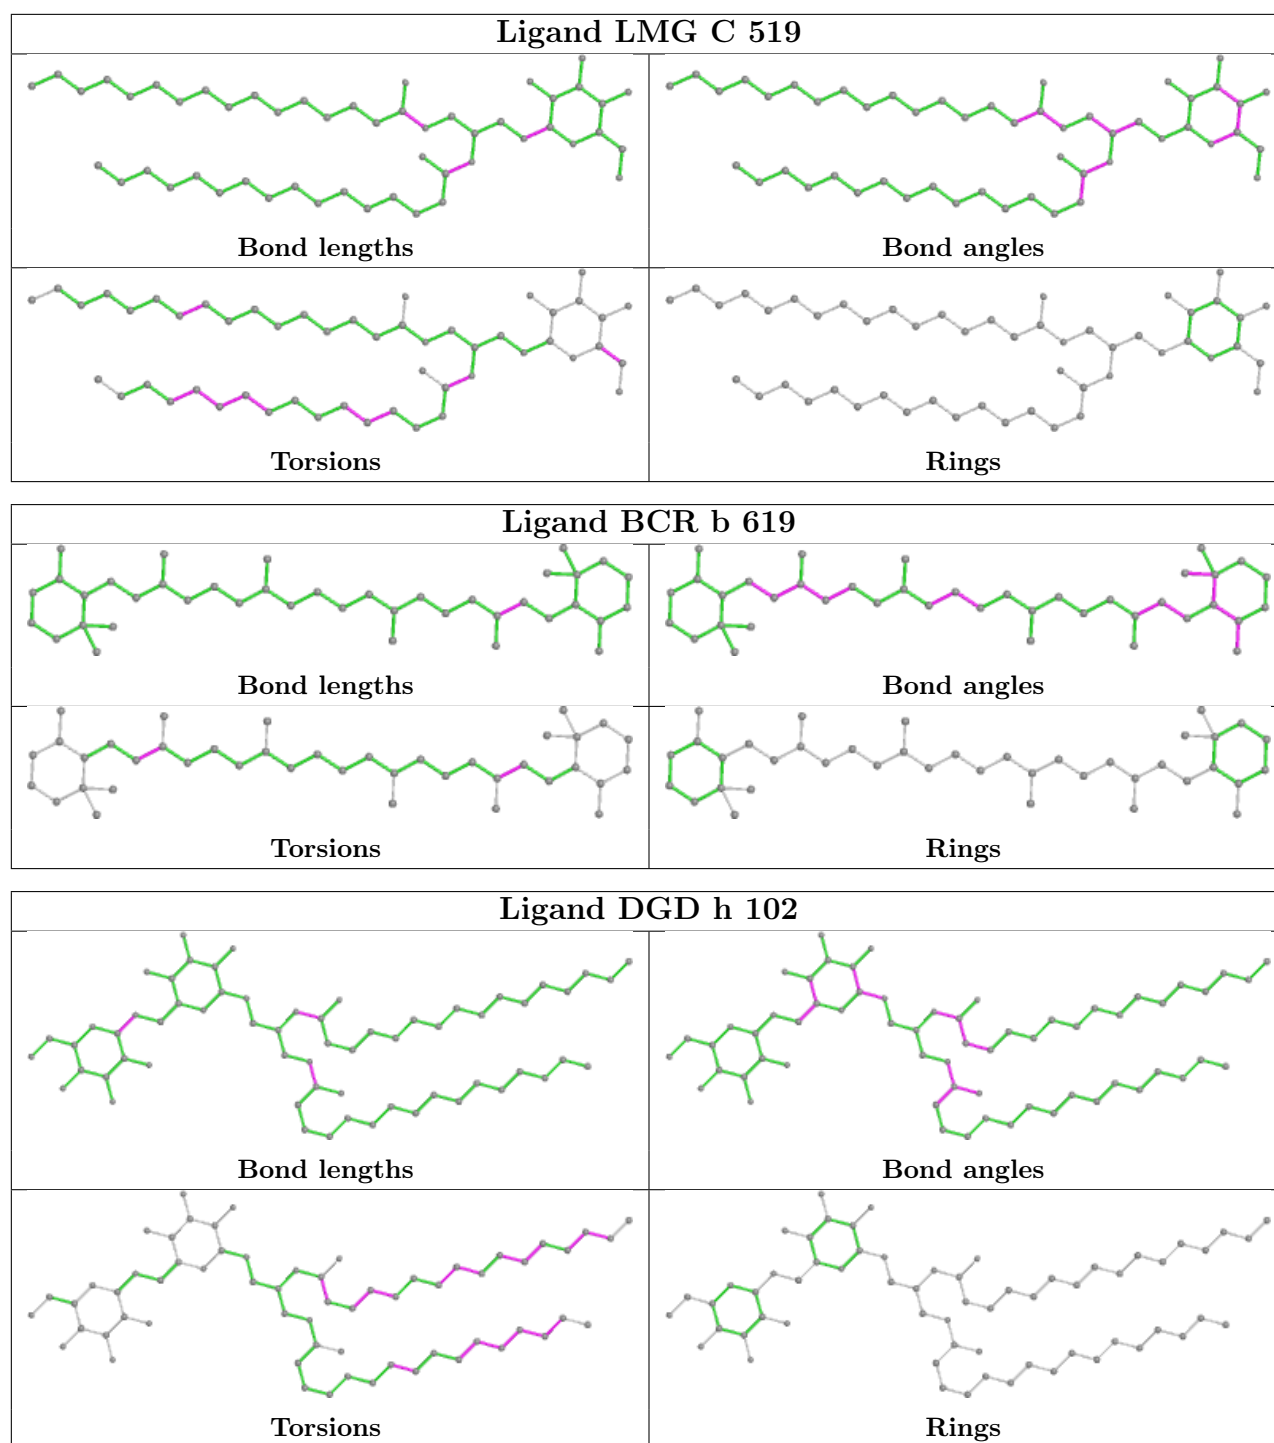 Ligand LMG C 519
Bond lengths
Bond angles
Torsions
Rings
Ligand BCR b 619
Bond lengths
Bond angles
Torsions
Rings
Ligand DGD h 102
Bond lengths
Bond angles
Torsions
Rings